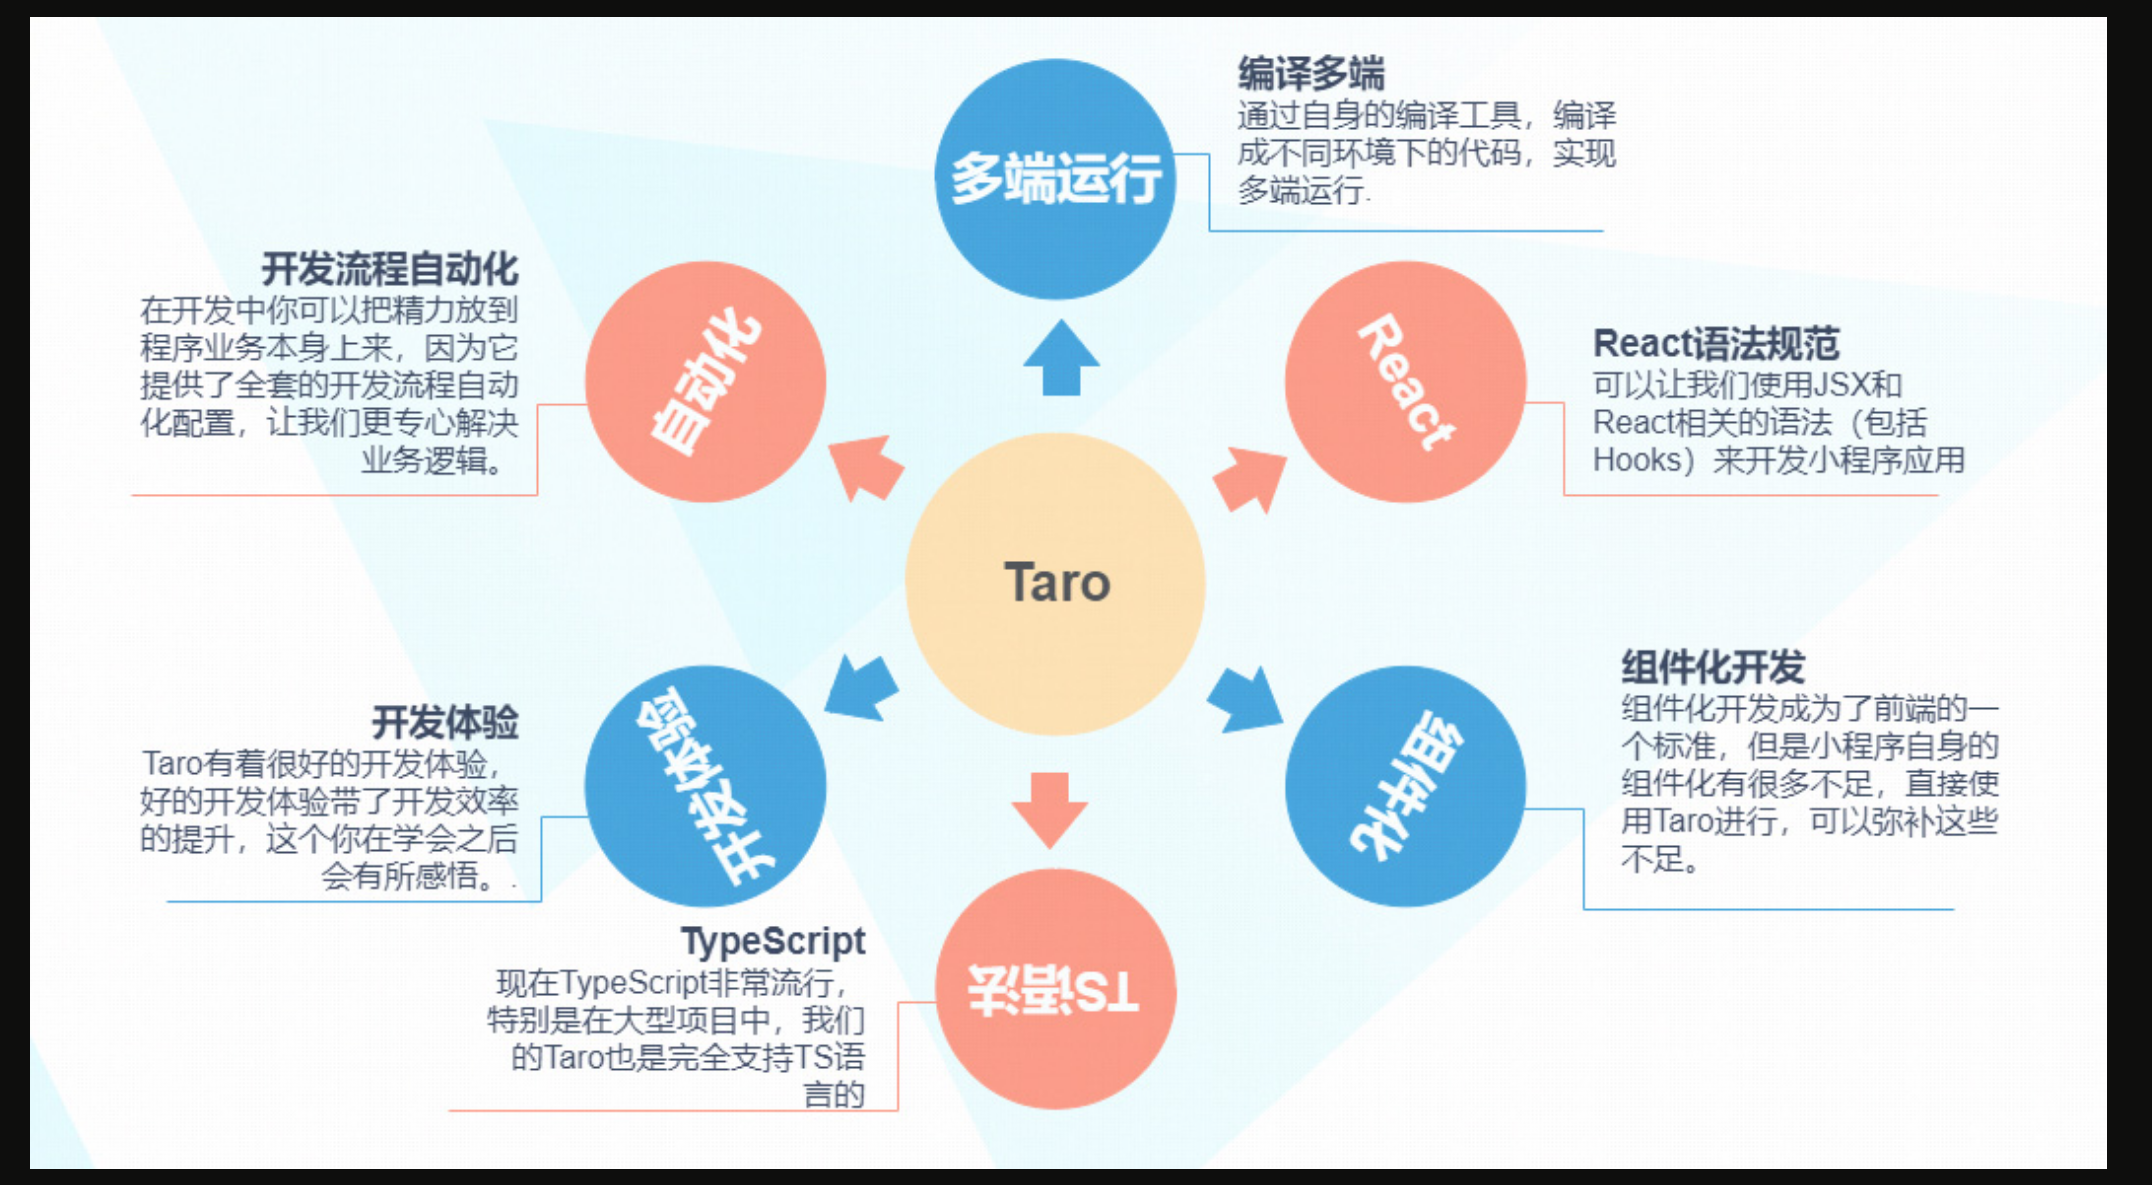 多端运行
编译多端
通过自身的编译工具，编译
成不同环境下的代码，实现
多端运行.
React
React语法规范
可以让我们使用JSX和
React相关的语法（包括
Hooks）来开发小程序应用
组件化
组件化开发
组件化开发成为了前端的一
个标准，但是小程序自身的
组件化有很多不足，直接使
用Taro进行，可以弥补这些
不足。
TS语法
TypeScript
现在TypeScript非常流行，
特别是在大型项目中，我们
的Taro也是完全支持TS语
言的
开发体验
开发体验
Taro有着很好的开发体验，
好的开发体验带了开发效率
的提升，这个你在学会之后
会有所感悟。.
自动化
开发流程自动化
在开发中你可以把精力放到
程序业务本身上来，因为它
提供了全套的开发流程自动
化配置，让我们更专心解决
业务逻辑。
Taro